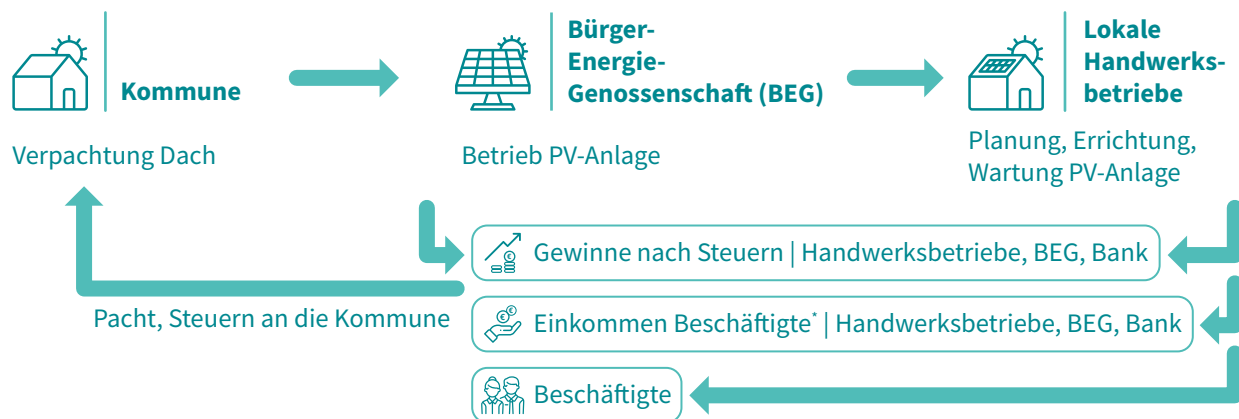 Kommune
Verpachtung Dach
Bürger-
Energie-
Genossenschaft (BEG)
Betrieb PV-Anlage
Lokale
Handwerks-
betriebe
Planung, Errichtung,
Wartung PV-Anlage
Gewinne nach Steuern | Handwerksbetriebe, BEG, Bank
Pacht, Steuern an die Kommune
Einkommen Beschäftigte* | Handwerksbetriebe, BEG, Bank
Beschäftigte